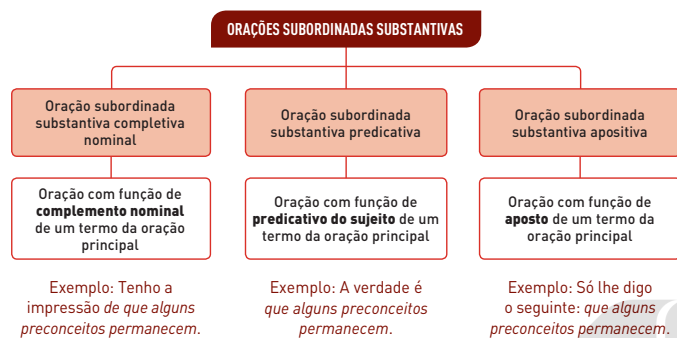 ORAÇÕES SUBORDINADAS SUBSTANTIVAS
Oração subordinada
substantiva completiva
nominal
Oração com função de
complemento nominal
de um termo da oração
principal
Exemplo: Tenho a
impressão de que alguns
preconceitos permanecem.
Oração subordinada
substantiva predicativa
Oração com função de
predicativo do sujeito de um
termo da oração principal
Exemplo: A verdade é
que alguns preconceitos
permanecem.
Oração subordinada
substantiva apositiva
Oração com função de
aposto de um termo da
oração principal
Exemplo: Só lhe digo
o seguinte: que alguns
preconceitos permanecem.